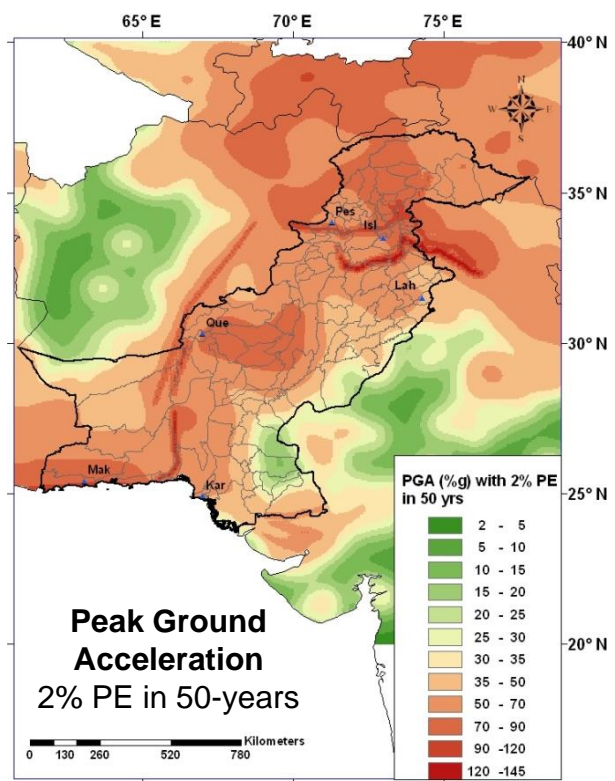 65° E 70° E 75° E
40° N
N
W E
S
35° N
Pes
Isl
Lah
Que
30° N
Mak
Kar
PGA (%g) with 2% PE
in 50 yrs
25° N
2 - 5
5 - 10
10 - 15
15 - 20
20 - 25
25 - 30
30 - 35
35 - 50
50 - 70
70 - 90
90 -120
120 -145
20° N
Peak Ground
Acceleration
2% PE in 50-years
Kilometers
0 130 260 520 780